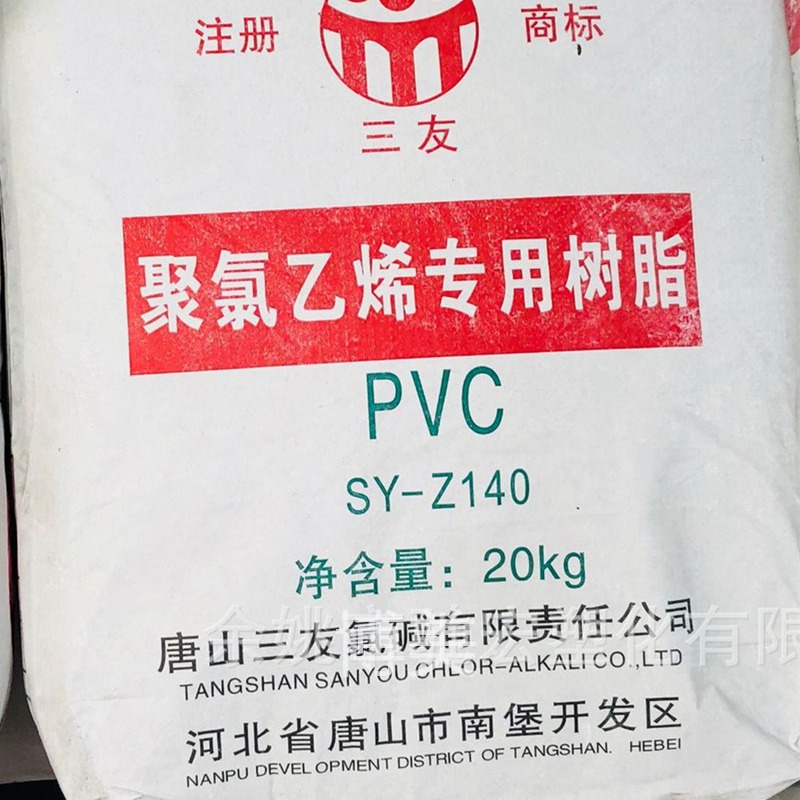 注册 商标
三友
聚氯乙烯专用树脂
PVC
SY-Z140
净含量：20kg
唐山三友氯碱有限责任公司
TANGSHAN SANYOU CHLOR-ALKALI CO.,LTD
河北省唐山市南堡开发区
NANPU DEVELOPMENT DISTRICT OF TANGSHAN. HEBEI